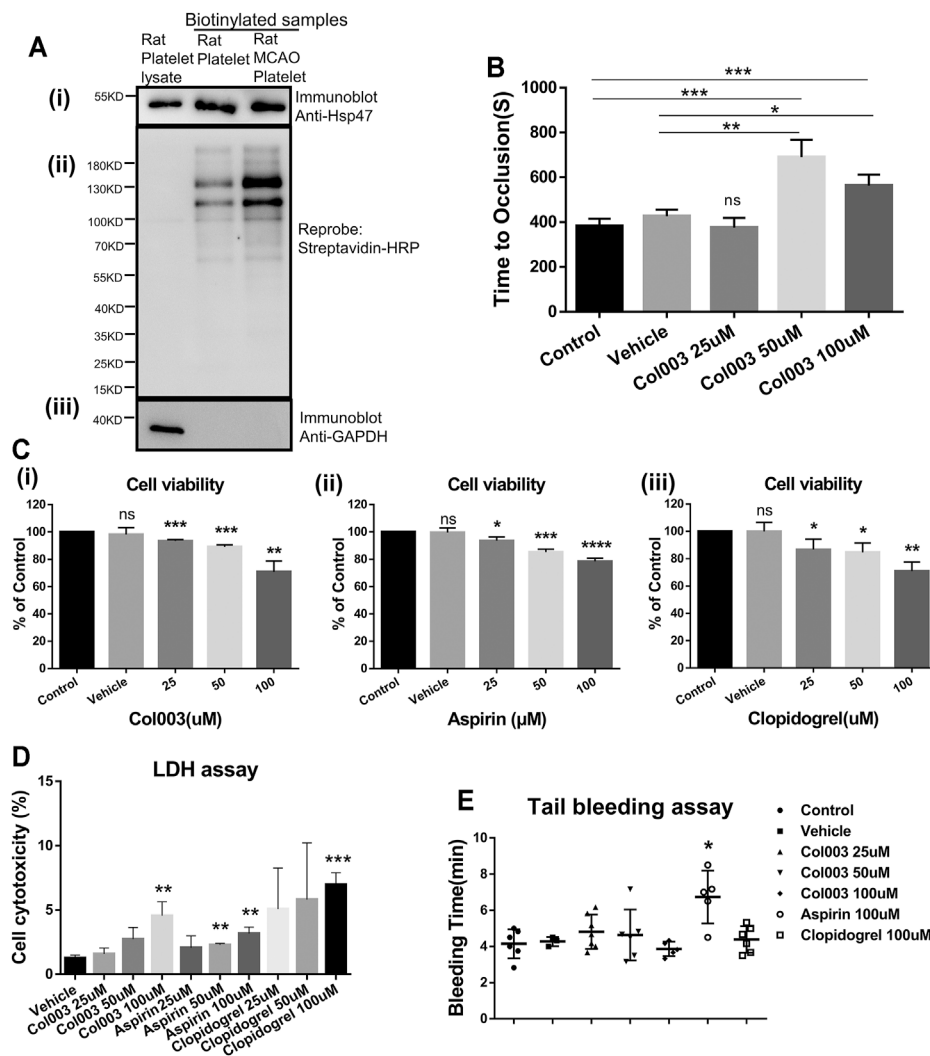 A
Biotinylated samples
Rat
Platelet
lysate
Rat
Platelet
Rat
MCAO
Platelet
(i)
55KD
Immunoblot
Anti-Hsp47
(ii)
180KD
130KD
100KD
70KD
55KD
40KD
35KD
25KD
15KD
Reprobe:
Streptavidin-HRP
(iii)
40KD
Immunoblot
Anti-GAPDH
B
Time to Occlusion(S)
1000
800
600
400
200
0
***
***
*
**
ns
Control
Vehicle
Col003 25uM
Col003 50uM
Col003 100uM
C
(i)
Cell viability
% of Control
120
100
80
60
40
20
0
ns
***
***
**
Control
Vehicle
25
50
100
Col003(uM)
(ii)
Cell viability
% of Control
120
100
80
60
40
20
0
ns
*
***
****
Control
Vehicle
25
50
100
Aspirin (µM)
(iii)
Cell viability
% of Control
120
100
80
60
40
20
0
ns
*
*
**
Control
Vehicle
25
50
100
Clopidogrel(uM)
D
LDH assay
Cell cytotoxicity (%)
15
10
5
0
**
**
**
***
Vehicle
Col003 25uM
Col003 50uM
Col003 100uM
Aspirin25uM
Aspirin 50uM
Aspirin 100uM
Clopidogrel 25uM
Clopidogrel 50uM
Clopidogrel 100uM
E
Tail bleeding assay
Bleeding Time(min)
10
8
6
4
2
0
*
Control
Vehicle
Col003 25uM
Col003 50uM
Col003 100uM
Aspirin 100uM
Clopidogrel 100uM